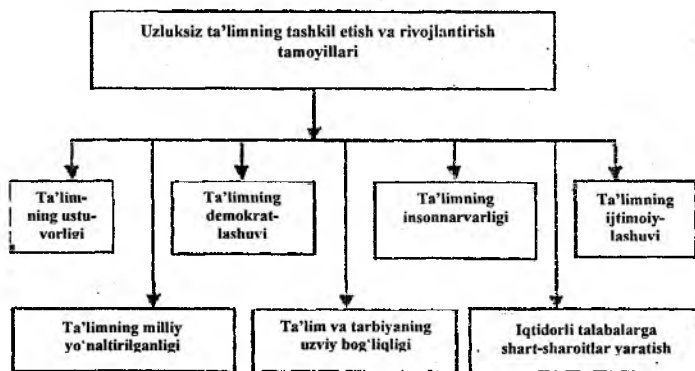 Uzluksiz ta'limning tashkil etish va rivojlantirish
tamoyillari
Ta'lim-
ning ustu-
vorligi
Ta'limning
demokrat-
lashuvi
Ta'limning
insonnarvarligi
Ta'limning
ijtimoiy-
lashuvi
Ta'limning milliy
yo'naltirilganligi
Ta'lim va tarbiyaning
uzviy bog'liqligi
Iqtidorli talabalarga
shart-sharoitlar yaratish